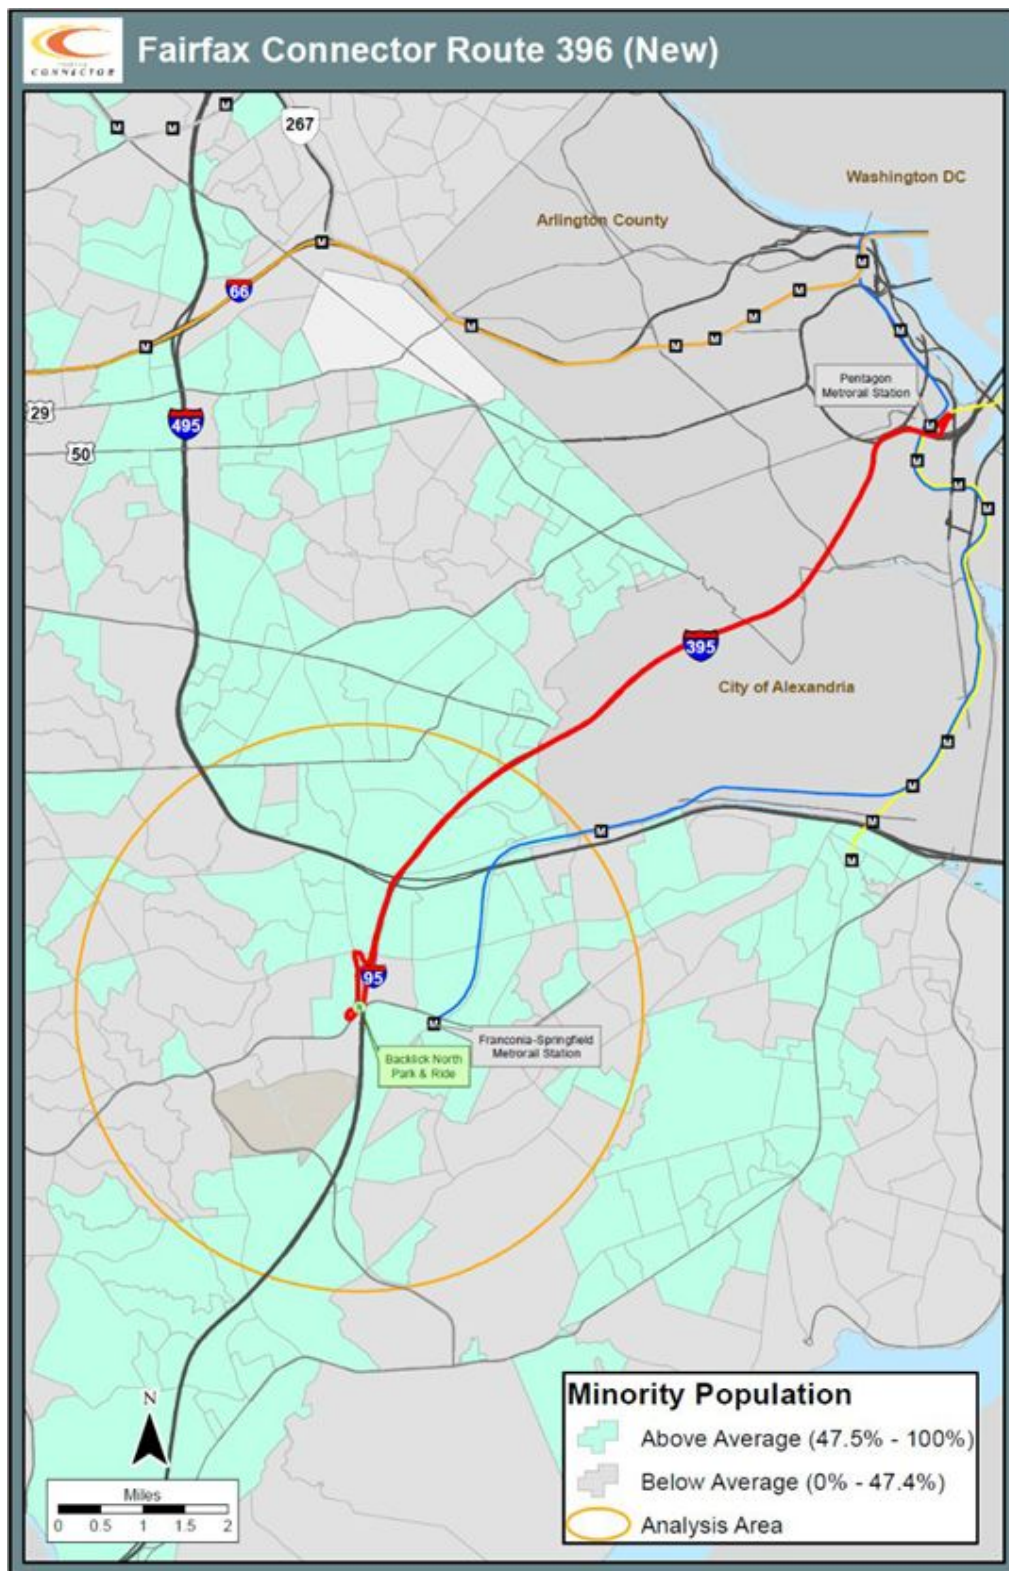 CONNECTOR
Fairfax Connector Route 396 (New)
267
Washington DC
Arlington County
66
Pentagon
Metrorail Station
29
495
50
395
City of Alexandria
95
Franconia-Springfield
Metrorail Station
Backlick North
Park & Ride
N
Miles
0 0.5 1 1.5 2
Minority Population
Above Average (47.5% - 100%)
Below Average (0% - 47.4%)
Analysis Area